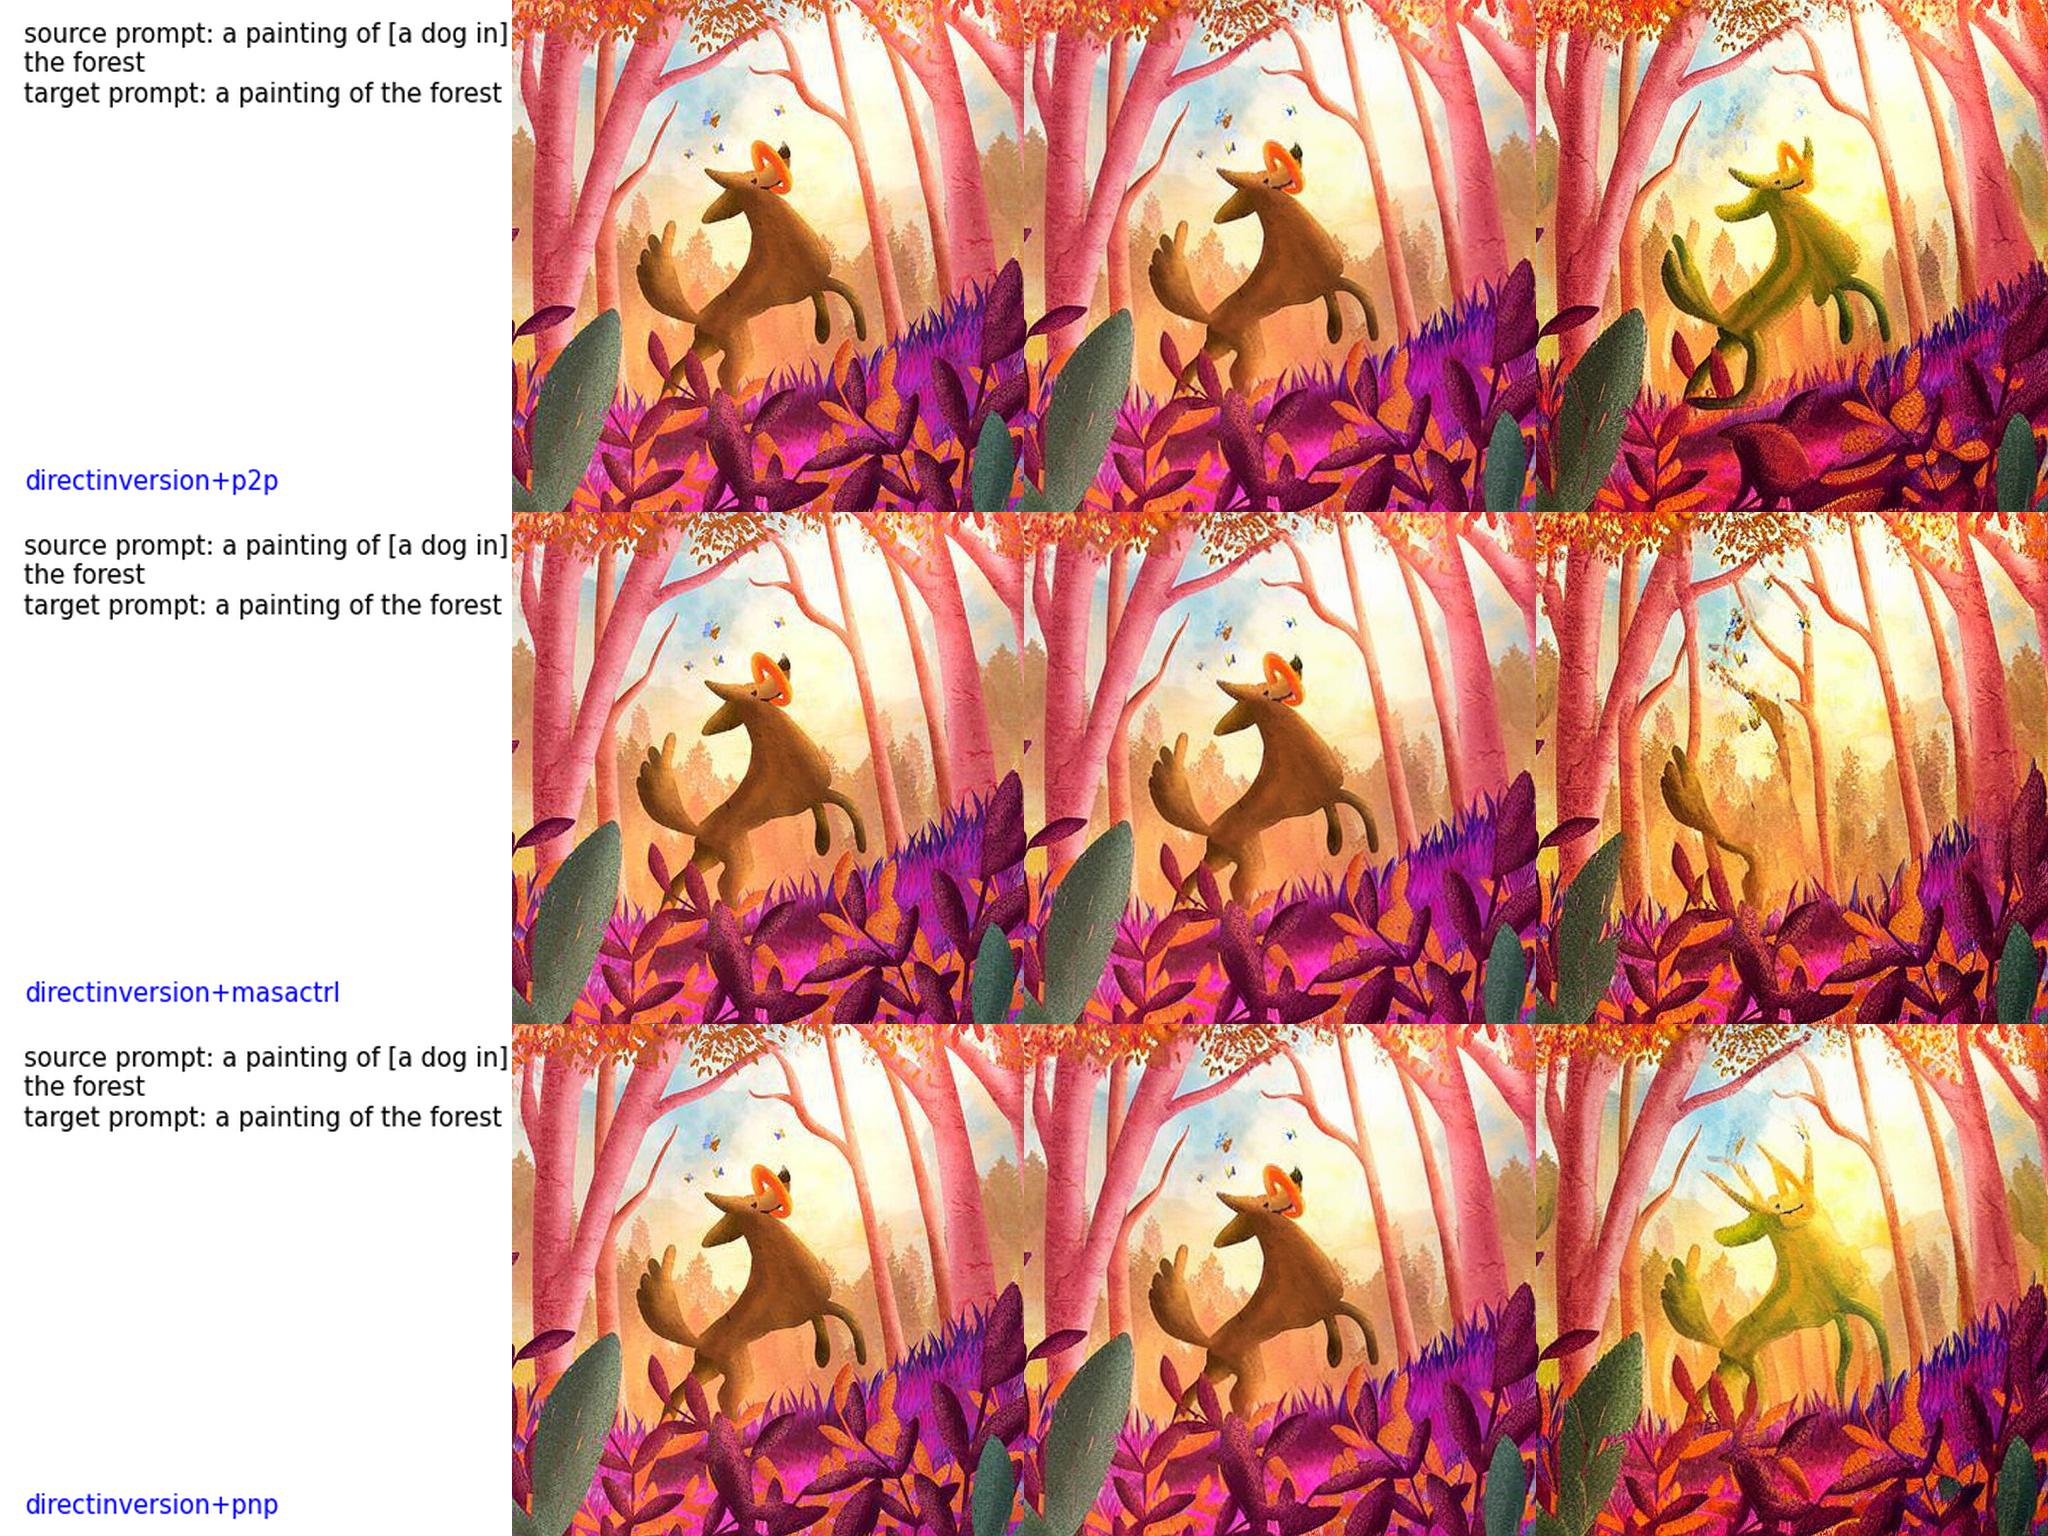 source prompt: a painting of [a dog in]
the forest
target prompt: a painting of the forest
directinversion+p2p
source prompt: a painting of [a dog in]
the forest
target prompt: a painting of the forest
directinversion+masactrl
source prompt: a painting of [a dog in]
the forest
target prompt: a painting of the forest
directinversion+pnp